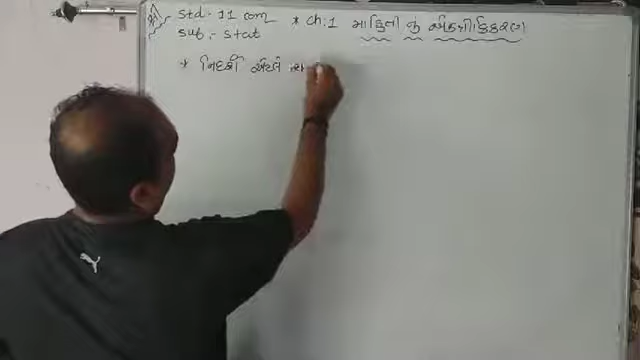 Std - 11 com * ch:1 માહિતી નું એકત્રીકરણ
Sub :- Stat
* નિદર્શ એટલે